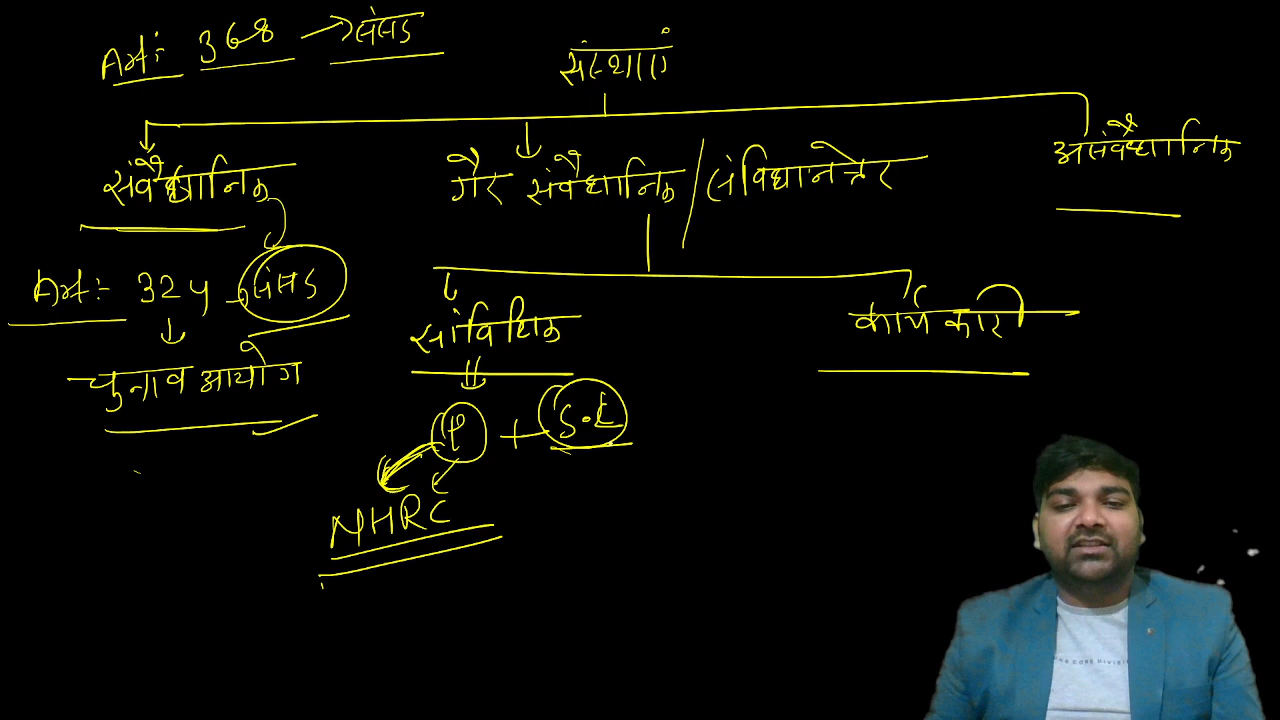 Art:- 368 → संसद
संस्थाएं
संवैधानिक
गैर संवैधानिक / संविधानेत्तर
असंवैधानिक
Art:- 324 → संसद
सांविधिक
कार्यकारी
चुनाव आयोग
P +
NHRC